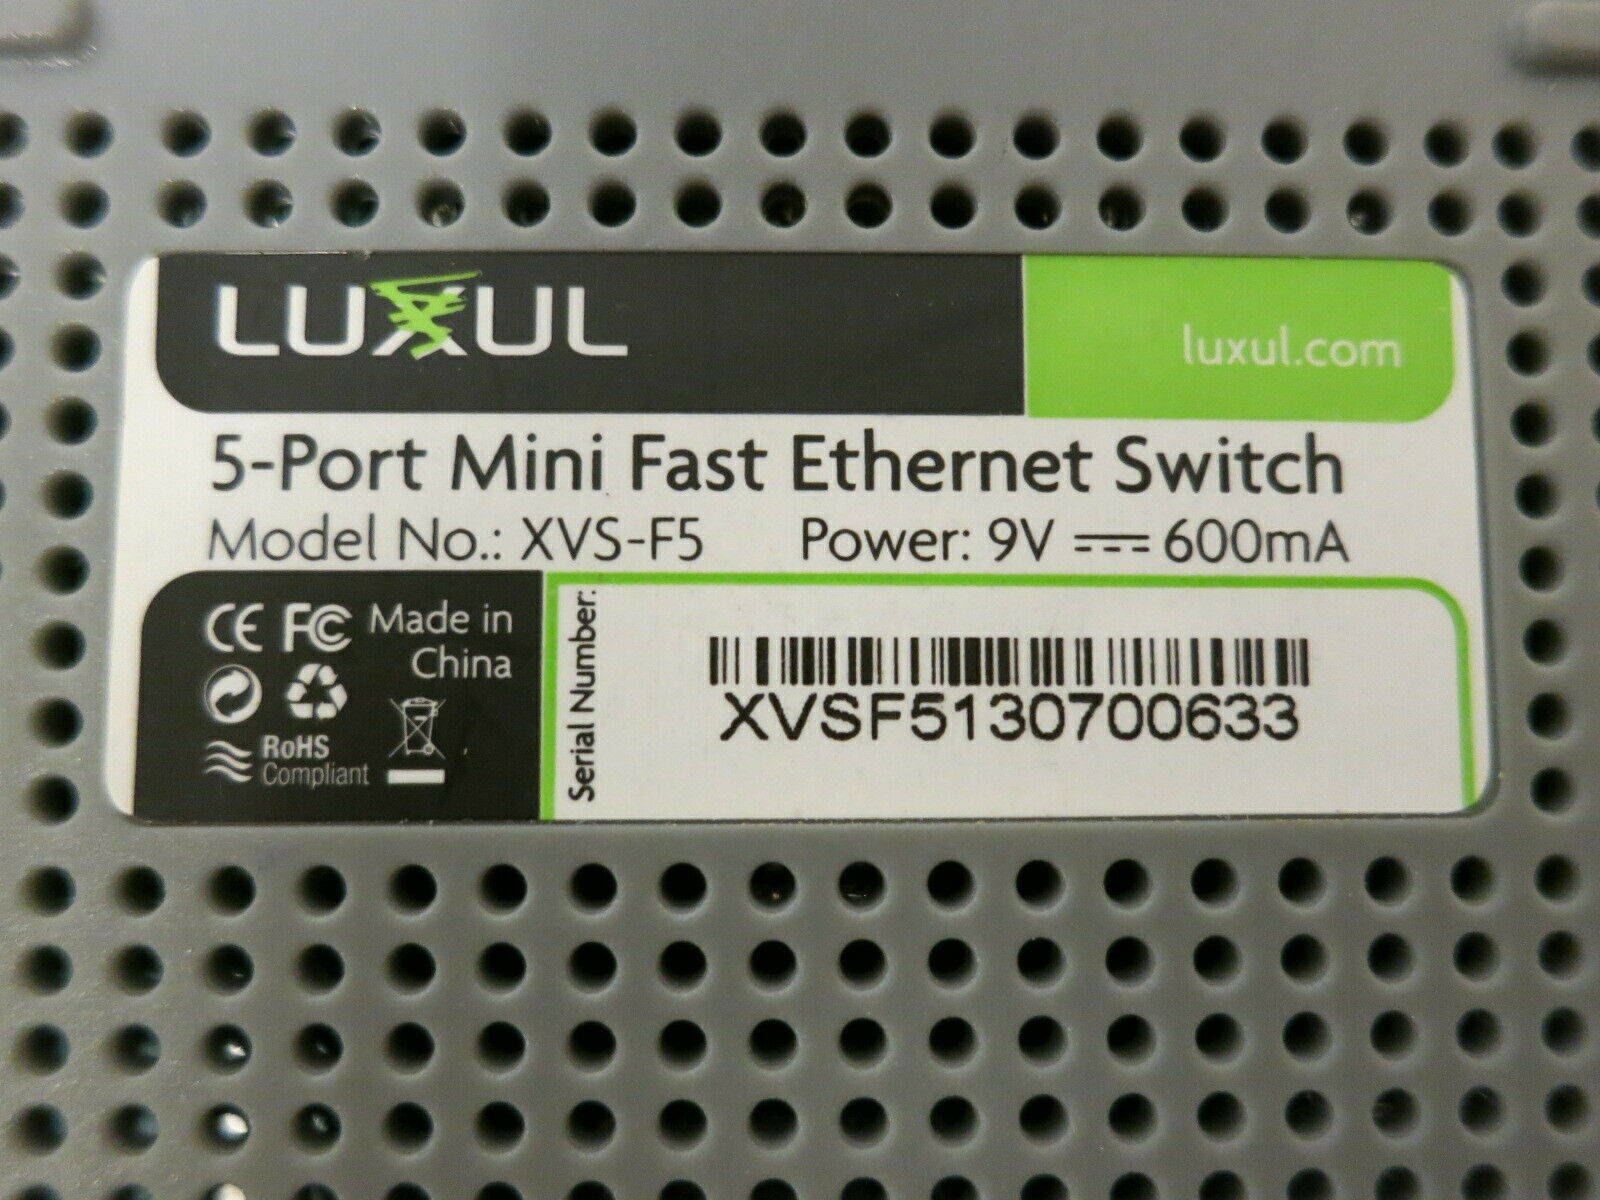 LUXUL
luxul.com
5-Port Mini Fast Ethernet Switch
Model No.: XVS-F5 Power: 9V 600mA
CE FC Made in
China
RoHS
Compliant
Serial Number:
XVSF5130700633